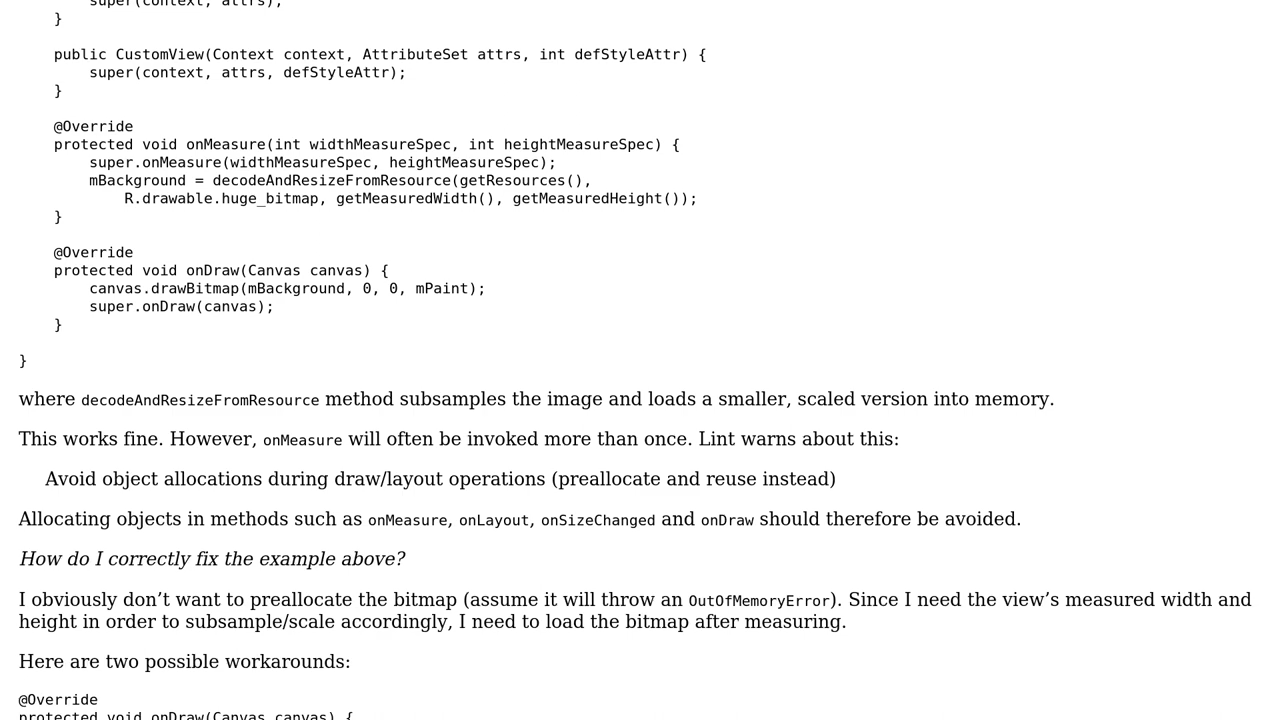 super(context, attrs);
}
public CustomView(Context context, AttributeSet attrs, int defStyleAttr) {
super(context, attrs, defStyleAttr);
}
@Override
protected void onMeasure(int widthMeasureSpec, int heightMeasureSpec) {
super.onMeasure(widthMeasureSpec, heightMeasureSpec);
mBackground = decodeAndResizeFromResource(getResources(),
R.drawable.huge_bitmap, getMeasuredWidth(), getMeasuredHeight());
}
@Override
protected void onDraw(Canvas canvas) {
canvas.drawBitmap(mBackground, 0, 0, mPaint);
super.onDraw(canvas);
}
}
where decodeAndResizeFromResource method subsamples the image and loads a smaller, scaled version into memory.
This works fine. However, onMeasure will often be invoked more than once. Lint warns about this:
Avoid object allocations during draw/layout operations (preallocate and reuse instead)
Allocating objects in methods such as onMeasure, onLayout, onSizeChanged and onDraw should therefore be avoided.
How do I correctly fix the example above?
I obviously don’t want to preallocate the bitmap (assume it will throw an OutOfMemoryError). Since I need the view’s measured width and
height in order to subsample/scale accordingly, I need to load the bitmap after measuring.
Here are two possible workarounds:
@Override
protected void onDraw(Canvas canvas) {